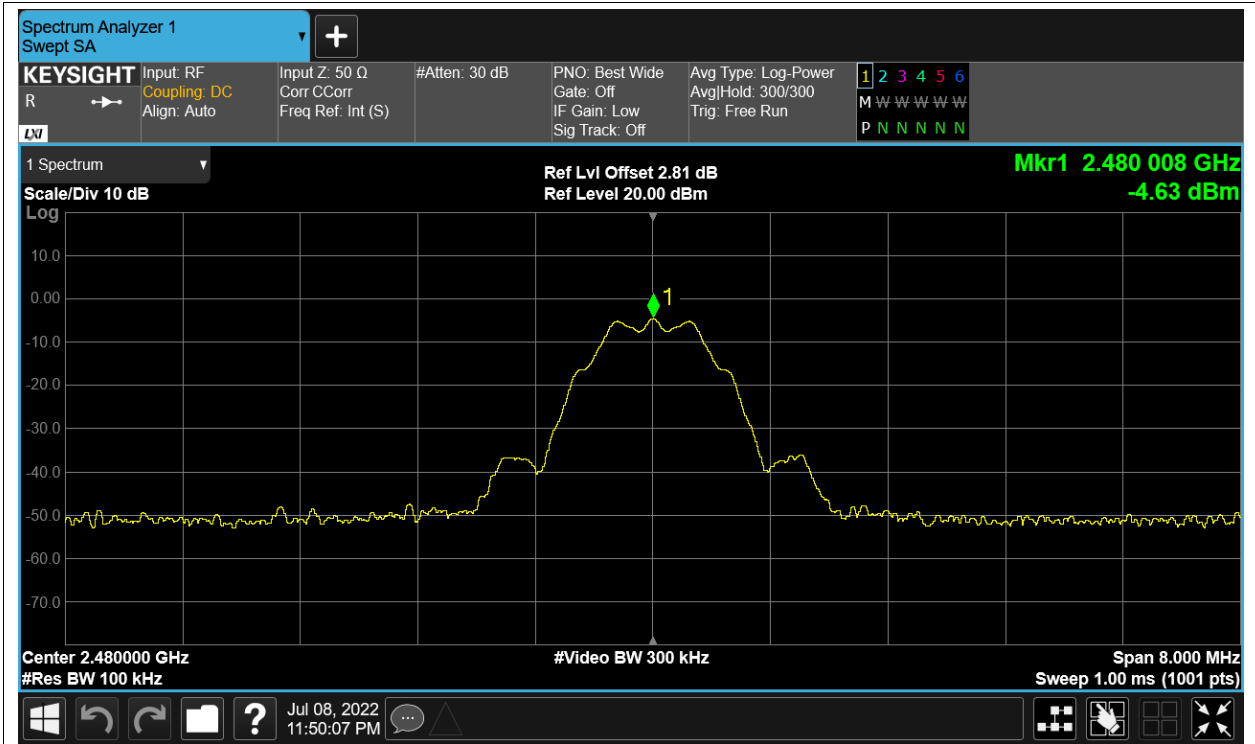 Spectrum Analyzer 1
Swept SA
+
KEYSIGHT
R
LXI
Input: RF
Coupling: DC
Align: Auto
Input Z: 50 Ω
Corr CCorr
Freq Ref: Int (S)
#Atten: 30 dB
PNO: Best Wide
Gate: Off
IF Gain: Low
Sig Track: Off
Avg Type: Log-Power
Avg|Hold: 300/300
Trig: Free Run
1 2 3 4 5 6
M W W W W W
P N N N N N
1 Spectrum
Scale/Div 10 dB
Log
Ref Lvl Offset 2.81 dB
Ref Level 20.00 dBm
Mkr1 2.480 008 GHz
-4.63 dBm
10.0
0.00
-10.0
-20.0
-30.0
-40.0
-50.0
-60.0
-70.0
1
Center 2.480000 GHz
#Res BW 100 kHz
#Video BW 300 kHz
Span 8.000 MHz
Sweep 1.00 ms (1001 pts)
?
Jul 08, 2022
11:50:07 PM